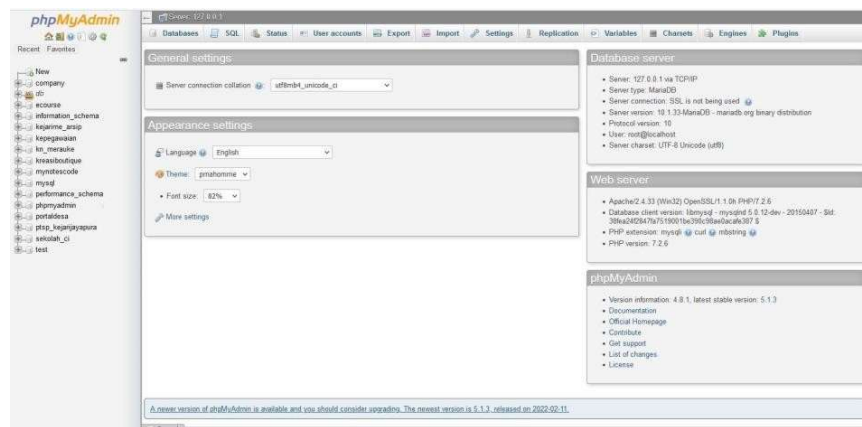 phpMyAdmin
Recent Favorites
New
company
ecourse
information_schema
kejarime_arsip
kepegawaian
kn_merauke
kreasiboutique
mynotescode
mysql
performance_schema
phpmyadmin
portaldesa
ptsp_kejarijayapura
sekolah_ci
test
Server: 127.0.0.1
Databases SQL Status User accounts Export Import Settings Replication Variables Charsets Engines Plugins
General settings
Server connection collation utf8mb4_unicode_ci
Appearance settings
Language English
Theme: pmahomme
• Font size: 82%
More settings
Database server
• Server: 127.0.0.1 via TCP/IP
• Server type: MariaDB
• Server connection: SSL is not being used
• Server version: 10.1.33-MariaDB - mariadb.org binary distribution
• Protocol version: 10
• User: root@localhost
• Server charset: UTF-8 Unicode (utf8)
Web server
• Apache/2.4.33 (Win32) OpenSSL/1.1.0h PHP/7.2.6
• Database client version: libmysql - mysqlnd 5.0.12-dev - 20150407 - $Id:
$
• PHP extension: mysqli curl mbstring
• PHP version: 7.2.6
phpMyAdmin
• Version information: 4.8.1, latest stable version: 5.1.3
• Documentation
• Official Homepage
• Contribute
• Get support
• List of changes
• License
A newer version of phpMyAdmin is available and you should consider upgrading. The newest version is 5.1.3, released on 2022-02-11.